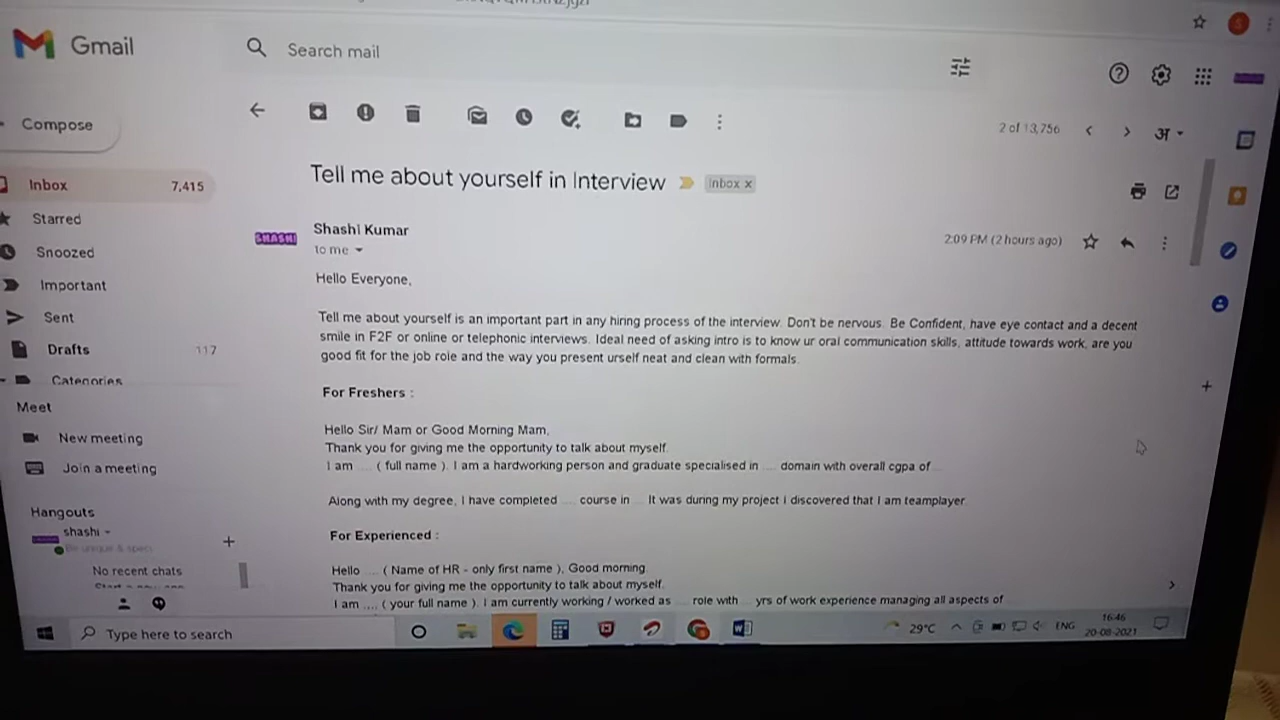 Gmail
Search mail
Compose
2 of 13,756
अ
Inbox 7,415
Tell me about yourself in Interview Inbox x
Starred
Shashi Kumar
SHASHI
2:09 PM (2 hours ago)
to me
Snoozed
Hello Everyone,
Important
Sent
Tell me about yourself is an important part in any hiring process of the interview. Don't be nervous. Be Confident, have eye contact and a decent
smile in F2F or online or telephonic interviews. Ideal need of asking intro is to know ur oral communication skills, attitude towards work, are you
good fit for the job role and the way you present urself neat and clean with formals.
Drafts 117
Categories
For Freshers :
Meet
Hello Sir/ Mam or Good Morning Mam,
New meeting
Thank you for giving me the opportunity to talk about myself.
I am .... ( full name ). I am a hardworking person and graduate specialised in .... domain with overall cgpa of
Join a meeting
Along with my degree, I have completed .... course in ... It was during my project i discovered that I am teamplayer.
Hangouts
shashi
For Experienced :
No recent chats
Hello .... ( Name of HR - only first name ), Good morning.
Thank you for giving me the opportunity to talk about myself.
I am .... ( your full name ). I am currently working / worked as .... role with ... yrs of work experience managing all aspects of
Type here to search
29°C
ENG
16:46
20-08-2021